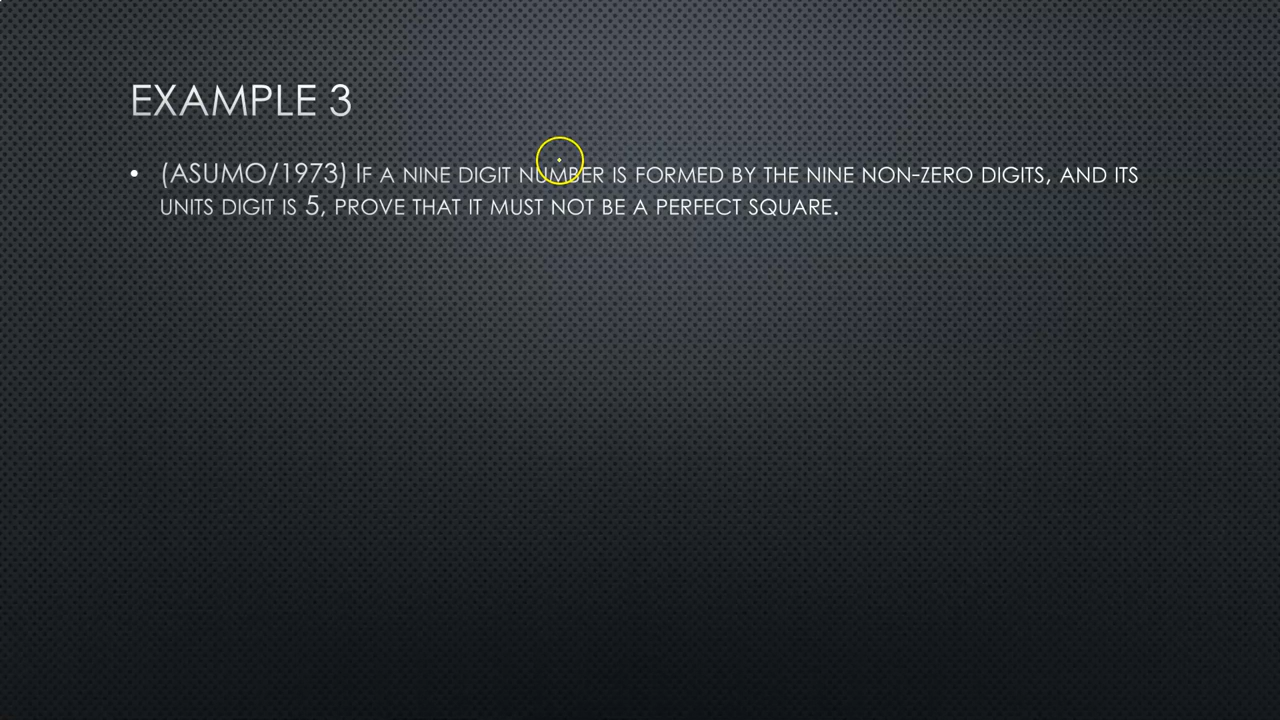 EXAMPLE 3
• (ASUMO/1973) IF A NINE DIGIT NUMBER IS FORMED BY THE NINE NON-ZERO DIGITS, AND ITS
UNITS DIGIT IS 5, PROVE THAT IT MUST NOT BE A PERFECT SQUARE.